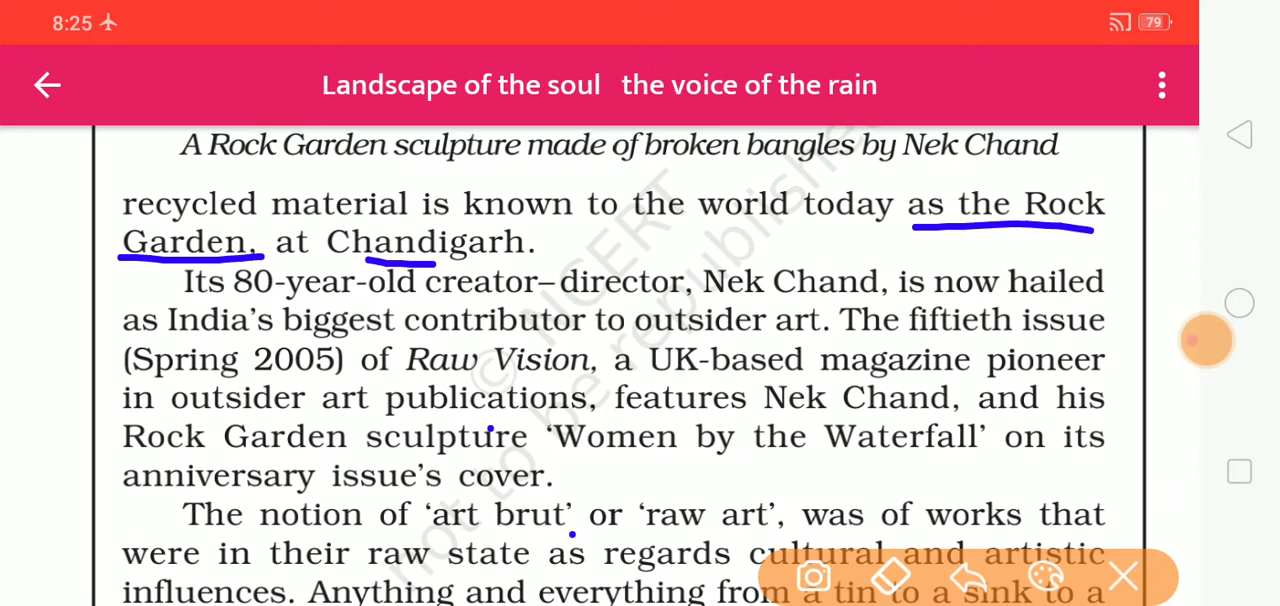 8:25
79
Landscape of the soul the voice of the rain
A Rock Garden sculpture made of broken bangles by Nek Chand
recycled material is known to the world today as the Rock
Garden, at Chandigarh.
Its 80-year-old creator–director, Nek Chand, is now hailed
as India's biggest contributor to outsider art. The fiftieth issue
(Spring 2005) of Raw Vision, a UK-based magazine pioneer
in outsider art publications, features Nek Chand, and his
Rock Garden sculpture ‘Women by the Waterfall’ on its
anniversary issue's cover.
The notion of ‘art brut’ or ‘raw art’, was of works that
were in their raw state as regards cultural and artistic
influences. Anything and everything from a tin to a sink to a
© NCERT
not to be republished